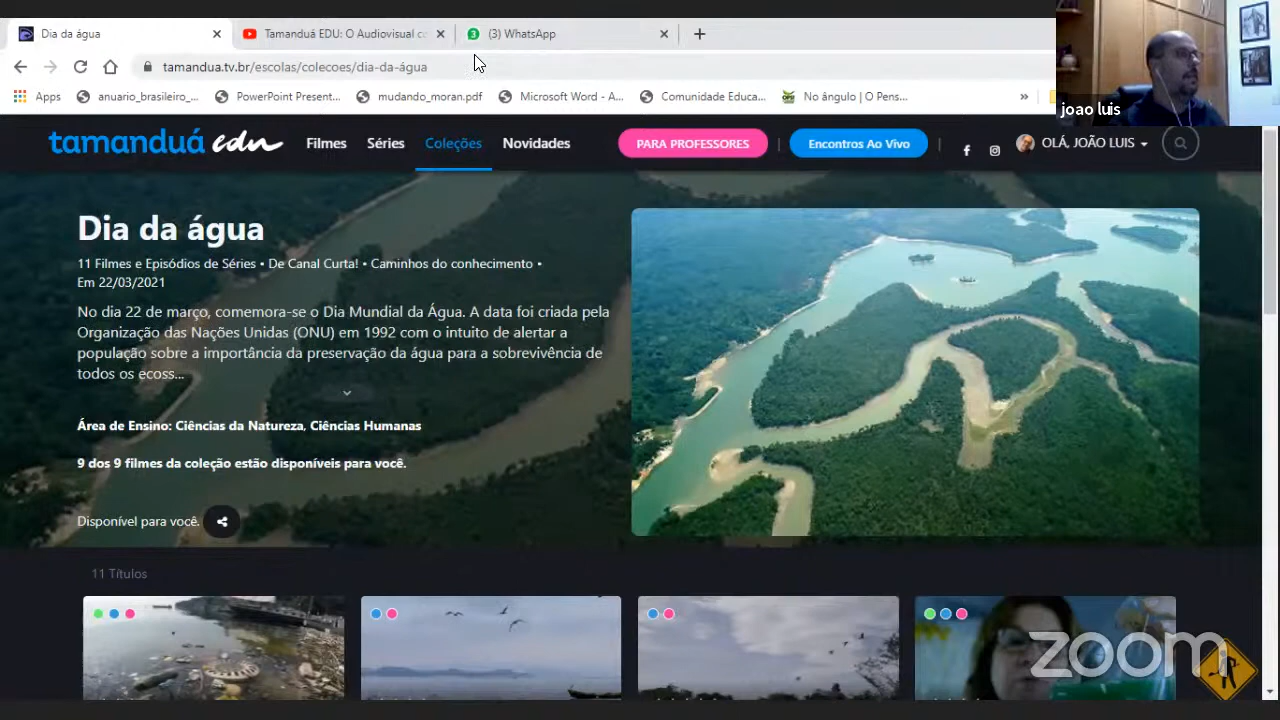 Dia da água
Tamanduá EDU: O Audiovisual co
3 (3) WhatsApp
tamandua.tv.br/escolas/colecoes/dia-da-água
Apps anuario_brasileiro_... PowerPoint Present... mudando_moran.pdf Microsoft Word - A... Comunidade Educa... No ângulo | O Pens... »
joao luis
tamanduá edu Filmes Séries Coleções Novidades PARA PROFESSORES | Encontros Ao Vivo | OLÁ, JOÃO LUIS
Dia da água
11 Filmes e Episódios de Séries • De Canal Curta! • Caminhos do conhecimento •
Em 22/03/2021
No dia 22 de março, comemora-se o Dia Mundial da Água. A data foi criada pela
Organização das Nações Unidas (ONU) em 1992 com o intuito de alertar a
população sobre a importância da preservação da água para a sobrevivência de
todos os ecoss...
Área de Ensino: Ciências da Natureza, Ciências Humanas
9 dos 9 filmes da coleção estão disponíveis para você.
Disponível para você.
11 Títulos
zoom